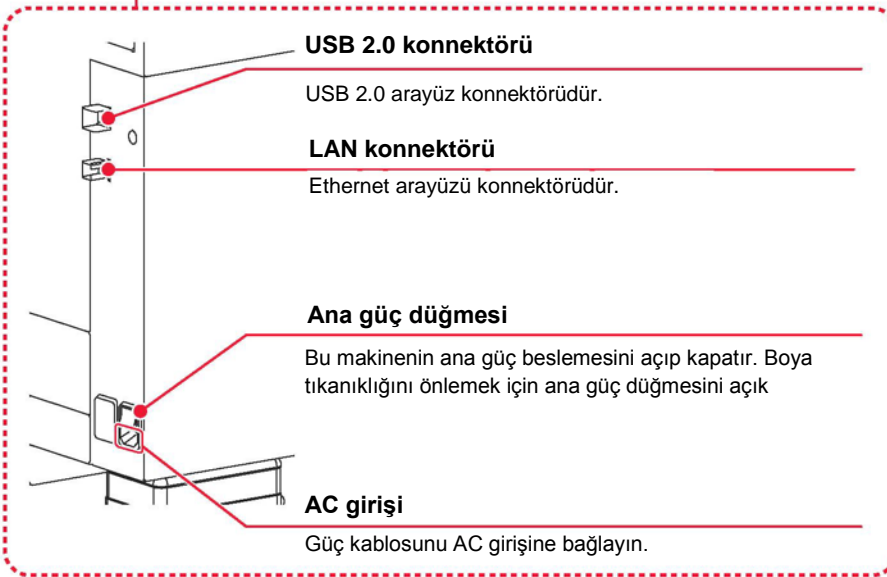 USB 2.0 konnektörü
USB 2.0 arayüz konnektörüdür.
LAN konnektörü
Ethernet arayüzü konnektörüdür.
Ana güç düğmesi
Bu makinenin ana güç beslemesini açıp kapatır. Boya
tıkanıklığını önlemek için ana güç düğmesini açık
AC girişi
Güç kablosunu AC girişine bağlayın.